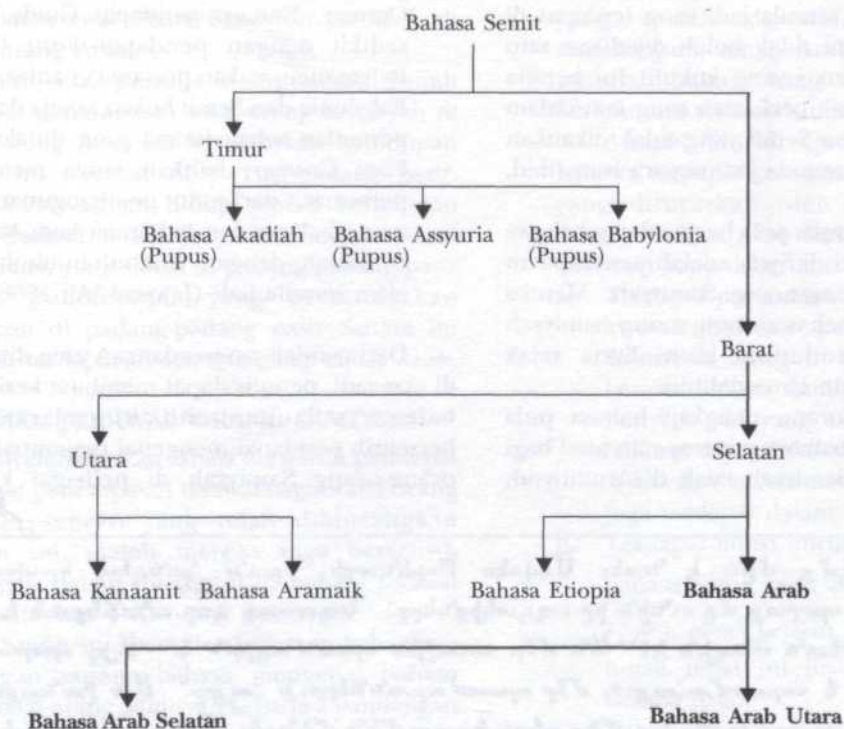 Bahasa Semit
Timur
Bahasa Akadiah Bahasa Assyuria Bahasa Babylonia
(Pupus) (Pupus) (Pupus)
Barat
Utara Selatan
Bahasa Kanaanit Bahasa Aramaik Bahasa Etiopia Bahasa Arab
Bahasa Arab Selatan Bahasa Arab Utara